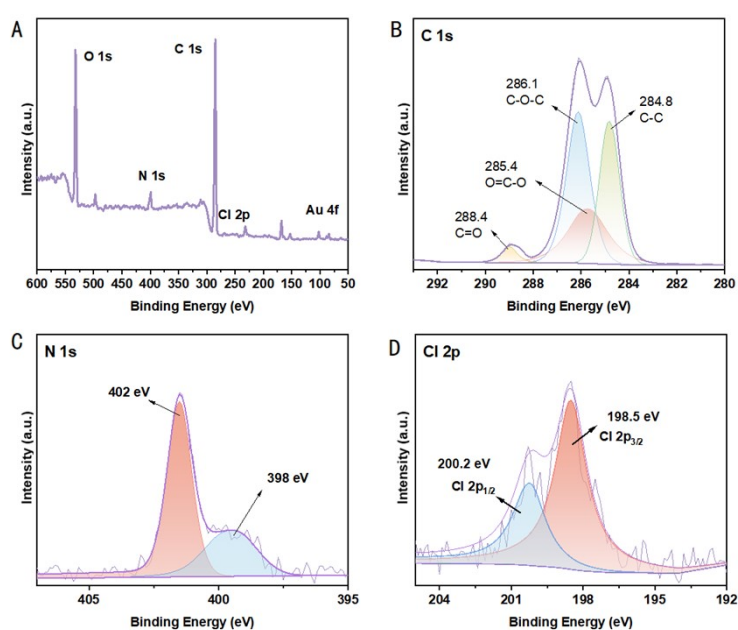 A
O 1s
C 1s
N 1s
Cl 2p
Au 4f
Intensity (a.u.)
600 550 500 450 400 350 300 250 200 150 100 50
Binding Energy (eV)
B
C 1s
286.1
C-O-C
284.8
C-C
285.4
O=C-O
288.4
C=O
Intensity (a.u.)
292 290 288 286 284 282 280
Binding Energy (eV)
C
N 1s
402 eV
398 eV
Intensity (a.u.)
405 400 395
Binding Energy (eV)
D
Cl 2p
198.5 eV
Cl 2p3/2
200.2 eV
Cl 2p1/2
Intensity (a.u.)
204 201 198 195 192
Binding Energy (eV)